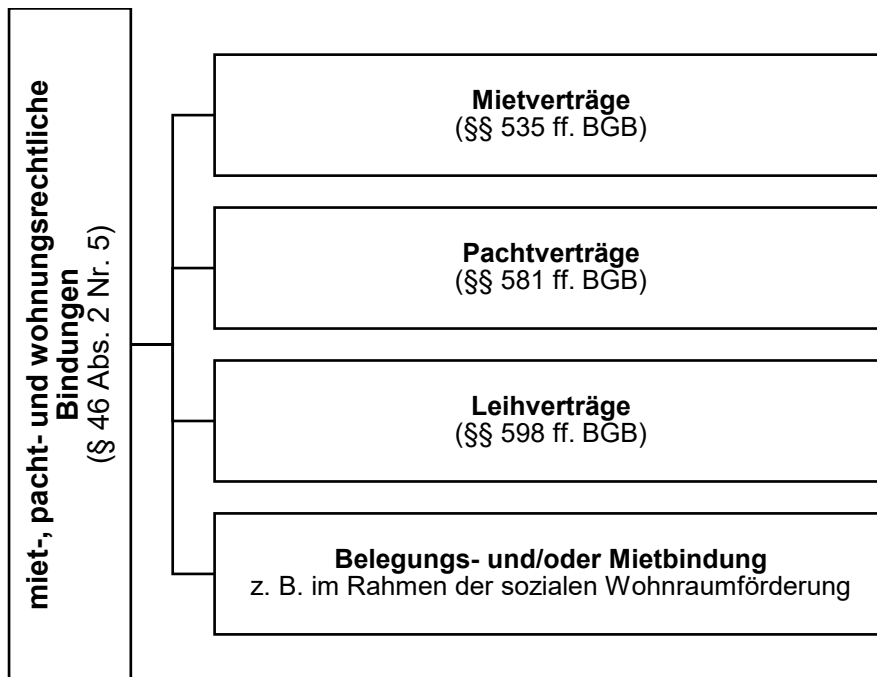 miet-, pacht- und wohnungsrechtliche
Bindungen
(§ 46 Abs. 2 Nr. 5)
Mietverträge
(§§ 535 ff. BGB)
Pachtverträge
(§§ 581 ff. BGB)
Leihverträge
(§§ 598 ff. BGB)
Belegungs- und/oder Mietbindung
z. B. im Rahmen der sozialen Wohnraumförderung